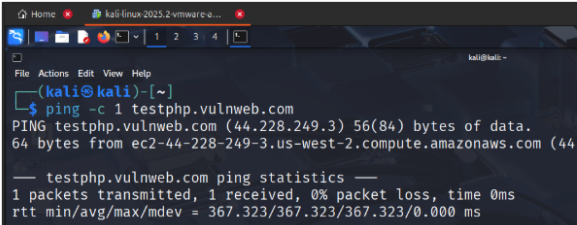 Home kali-linux-2025.2-vmware-a...
1 2 3 4
kali@kali: ~
File Actions Edit View Help
(kali㉿kali)-[~]
$ ping -c 1 testphp.vulnweb.com
PING testphp.vulnweb.com (44.228.249.3) 56(84) bytes of data.
64 bytes from ec2-44-228-249-3.us-west-2.compute.amazonaws.com (44
--- testphp.vulnweb.com ping statistics ---
1 packets transmitted, 1 received, 0% packet loss, time 0ms
rtt min/avg/max/mdev = 367.323/367.323/367.323/0.000 ms